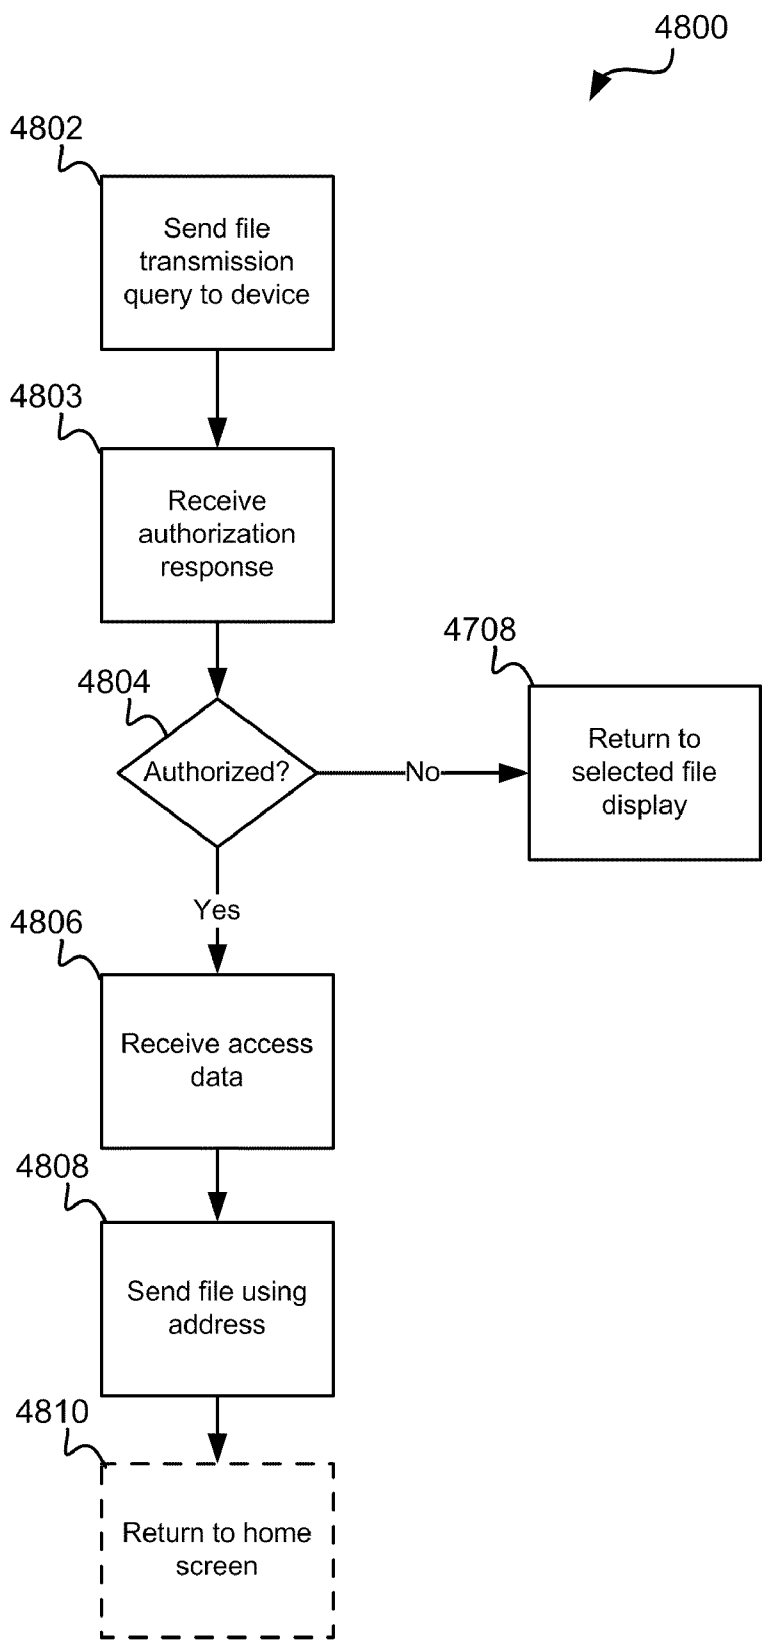 4800
4802
Send file
transmission
query to device
4803
Receive
authorization
response
4804
Authorized?
No
4708
Return to
selected file
display
Yes
4806
Receive access
data
4808
Send file using
address
4810
Return to home
screen